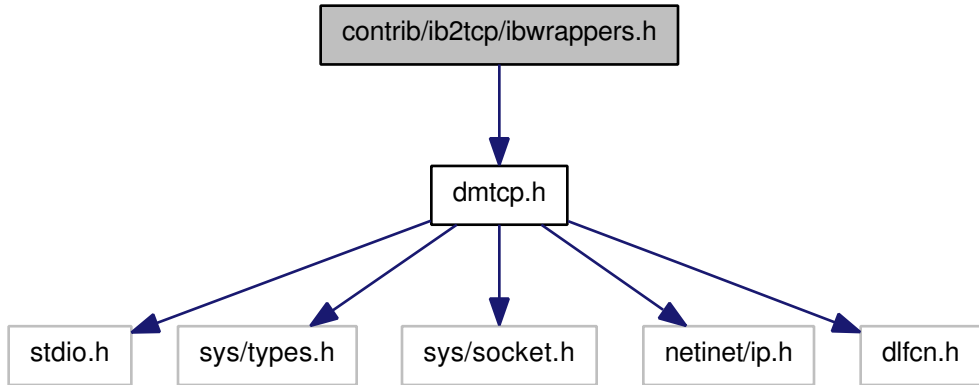 contrib/ib2tcp/ibwrappers.h
dmtcp.h
stdio.h
sys/types.h
sys/socket.h
netinet/ip.h
dlfcn.h